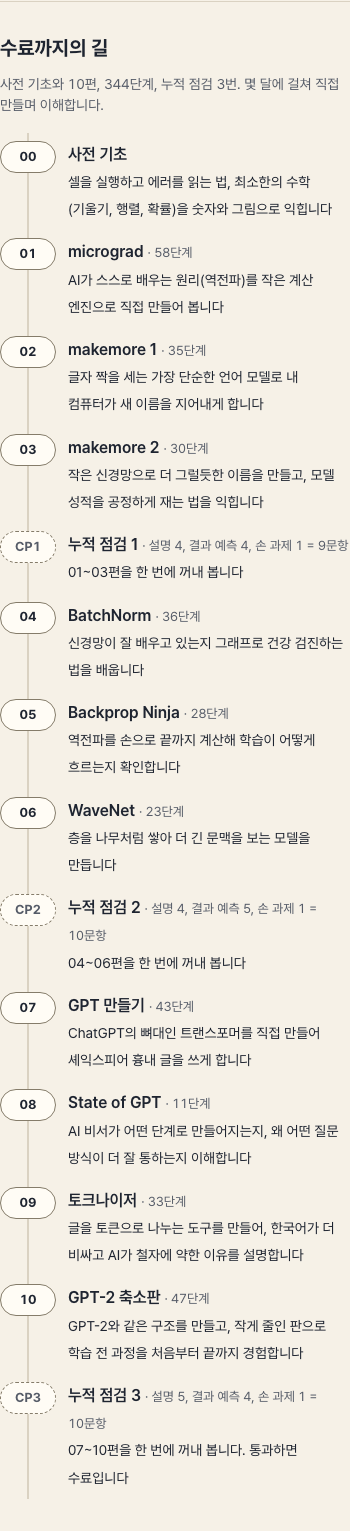 수료까지의 길
사전 기초와 10편, 344단계, 누적 점검 3번. 몇 달에 걸쳐 직접
만들며 이해합니다.
00 사전 기초
셀을 실행하고 에러를 읽는 법, 최소한의 수학
(기울기, 행렬, 확률)을 숫자와 그림으로 익힙니다
01 micrograd · 58단계
AI가 스스로 배우는 원리(역전파)를 작은 계산
엔진으로 직접 만들어 봅니다
02 makemore 1 · 35단계
글자 짝을 세는 가장 단순한 언어 모델로 내
컴퓨터가 새 이름을 지어내게 합니다
03 makemore 2 · 30단계
작은 신경망으로 더 그럴듯한 이름을 만들고, 모델
성적을 공정하게 재는 법을 익힙니다
CP1 누적 점검 1 · 설명 4, 결과 예측 4, 손 과제 1 = 9문항
01~03편을 한 번에 꺼내 봅니다
04 BatchNorm · 36단계
신경망이 잘 배우고 있는지 그래프로 건강 검진하는
법을 배웁니다
05 Backprop Ninja · 28단계
역전파를 손으로 끝까지 계산해 학습이 어떻게
흐르는지 확인합니다
06 WaveNet · 23단계
층을 나무처럼 쌓아 더 긴 문맥을 보는 모델을
만듭니다
CP2 누적 점검 2 · 설명 4, 결과 예측 5, 손 과제 1 =
10문항
04~06편을 한 번에 꺼내 봅니다
07 GPT 만들기 · 43단계
ChatGPT의 뼈대인 트랜스포머를 직접 만들어
셰익스피어 흉내 글을 쓰게 합니다
08 State of GPT · 11단계
AI 비서가 어떤 단계로 만들어지는지, 왜 어떤 질문
방식이 더 잘 통하는지 이해합니다
09 토크나이저 · 33단계
글을 토큰으로 나누는 도구를 만들어, 한국어가 더
비싸고 AI가 철자에 약한 이유를 설명합니다
10 GPT-2 축소판 · 47단계
GPT-2와 같은 구조를 만들고, 작게 줄인 판으로
학습 전 과정을 처음부터 끝까지 경험합니다
CP3 누적 점검 3 · 설명 5, 결과 예측 4, 손 과제 1 =
10문항
07~10편을 한 번에 꺼내 봅니다. 통과하면
수료입니다